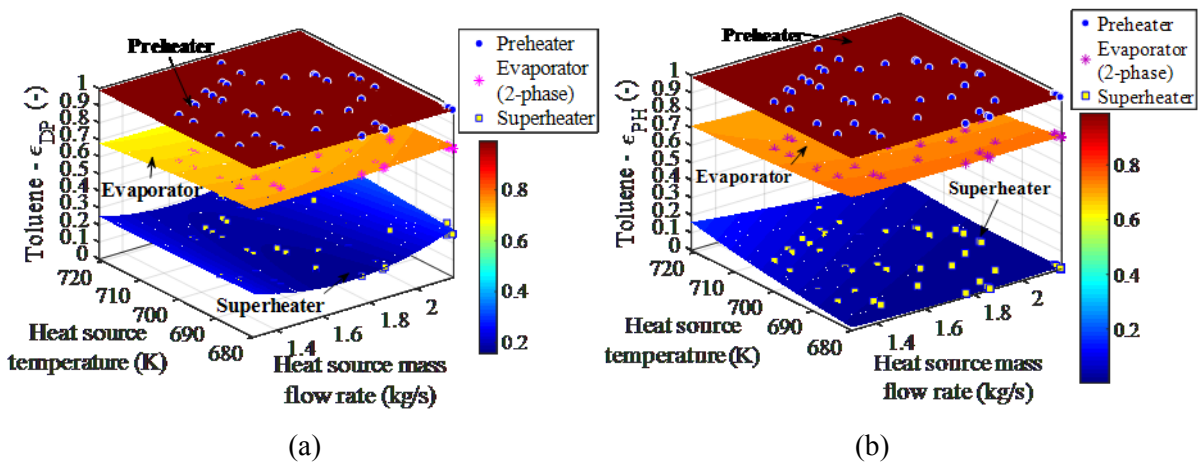 Preheater
Preheater
Evaporator
(2-phase)
Superheater
Toluene - ϵDP (-)
1
0.9
0.8
0.7
0.6
0.5
0.4
0.3
0.2
0.1
0
Evaporator
Superheater
720
710
700
690
680
Heat source
temperature (K)
1.4
1.6
1.8
2
Heat source mass
flow rate (kg/s)
0.8
0.6
0.4
0.2
(a)
Preheater
Preheater
Evaporator
(2-phase)
Superheater
Toluene - ϵPH (-)
1
0.9
0.8
0.7
0.6
0.5
0.4
0.3
0.2
0.1
0
Evaporator
Superheater
720
710
700
690
680
Heat source
temperature (K)
1.4
1.6
1.8
2
Heat source mass
flow rate (kg/s)
0.8
0.6
0.4
0.2
(b)